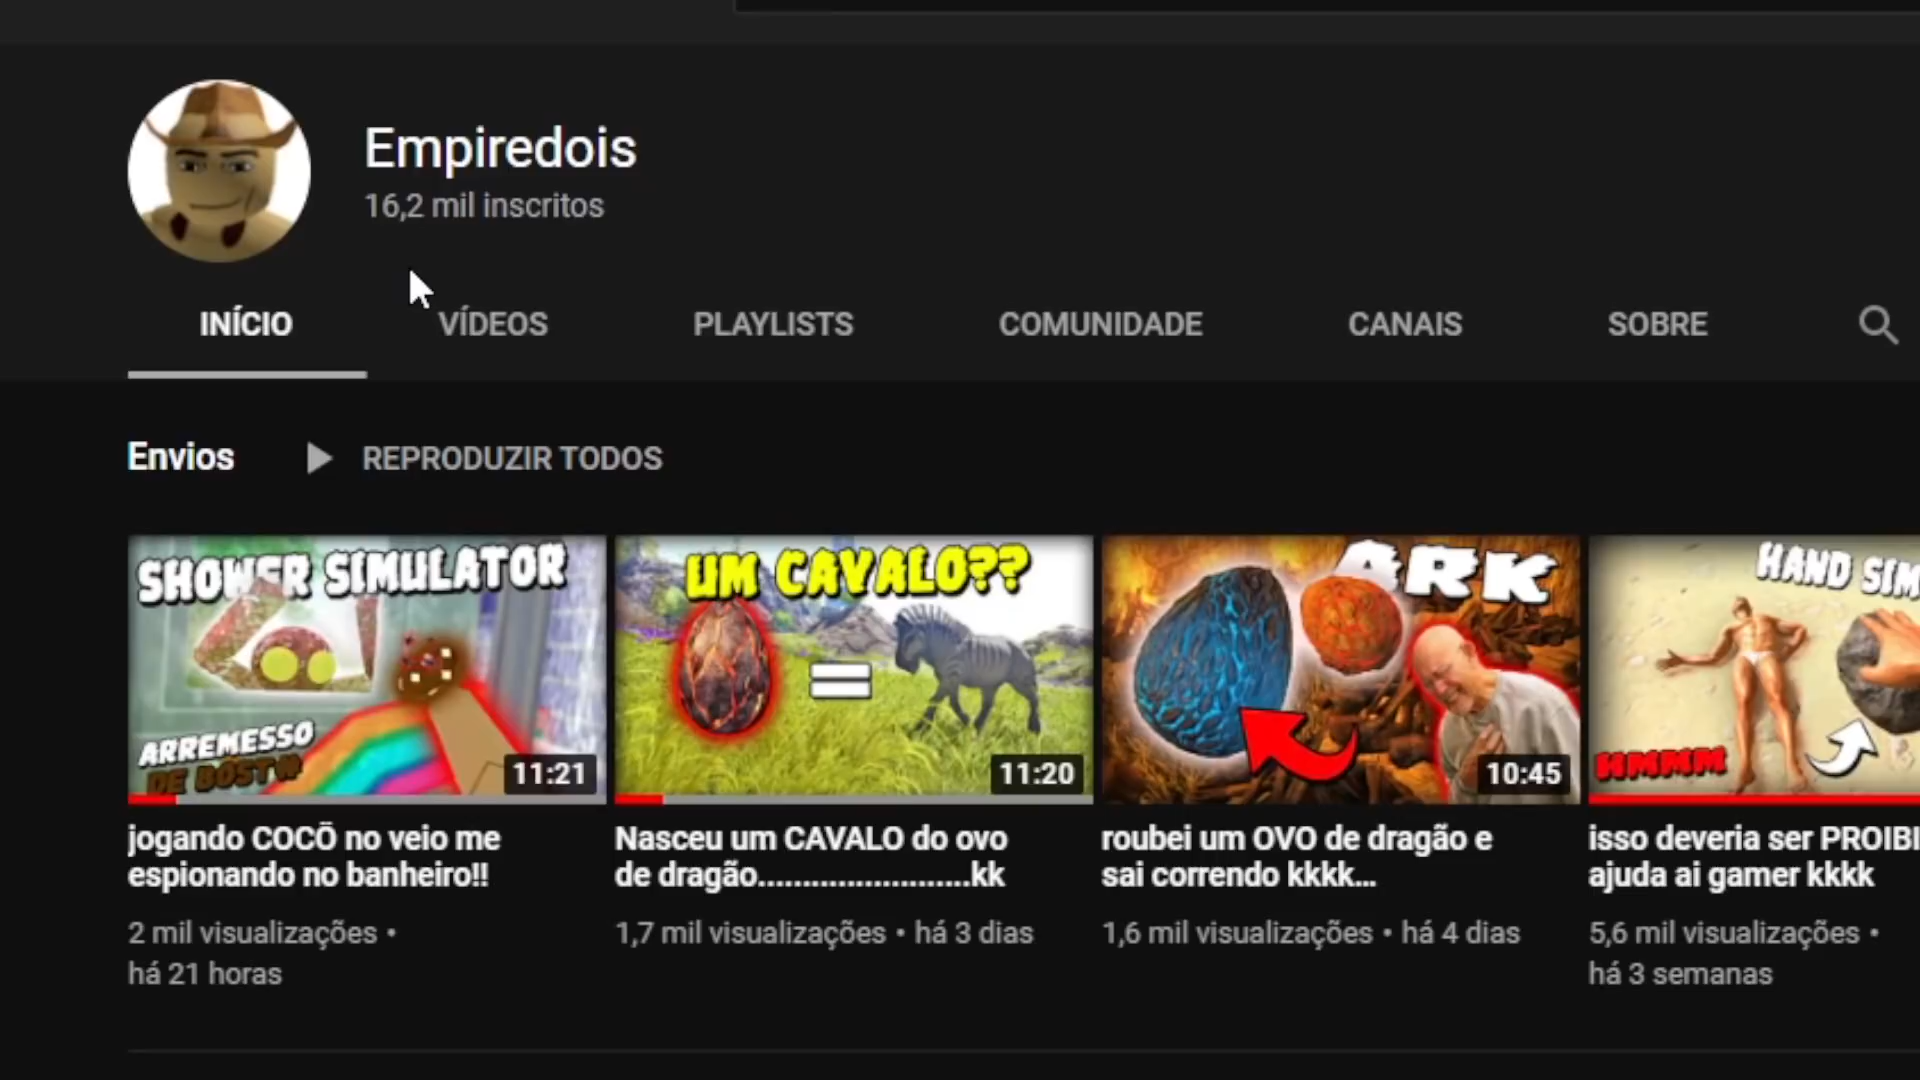 Empiredois
16,2 mil inscritos
INÍCIO VÍDEOS PLAYLISTS COMUNIDADE CANAIS SOBRE
Envios REPRODUZIR TODOS
SHOWER SIMULATOR
ARREMESSO
DE BOSTA
11:21
UM CAVALO??
11:20
ARK
10:45
HAND SIM
HMMM
jogando COCÔ no veio me
espionando no banheiro!!
2 mil visualizações •
há 21 horas
Nasceu um CAVALO do ovo
de dragão........................kk
1,7 mil visualizações • há 3 dias
roubei um OVO de dragão e
sai correndo kkkk...
1,6 mil visualizações • há 4 dias
isso deveria ser PROIBI
ajuda ai gamer kkkk
5,6 mil visualizações •
há 3 semanas